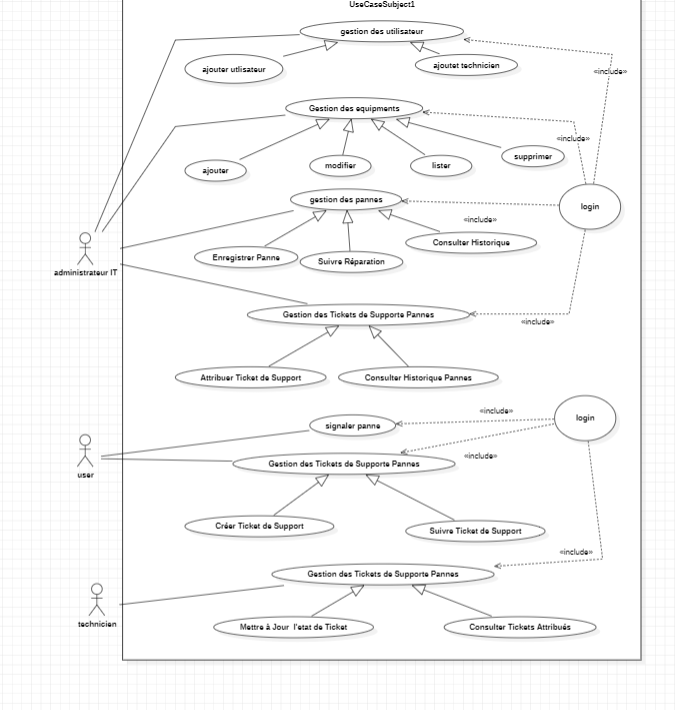 UseCaseSubject1
gestion des utilisateur
ajouter utlisateur
ajoutet technicien
«include»
Gestion des equipments
«include»
ajouter
modifier
lister
supprimer
gestion des pannes
login
«include»
Enregistrer Panne
Suivre Réparation
Consulter Historique
administrateur IT
Gestion des Tickets de Supporte Pannes
«include»
Attribuer Ticket de Support
Consulter Historique Pannes
«include»
login
signaler panne
user
Gestion des Tickets de Supporte Pannes
«include»
Créer Ticket de Support
Suivre Ticket de Support
«include»
Gestion des Tickets de Supporte Pannes
technicien
Mettre à Jour l'etat de Ticket
Consulter Tickets Attribués